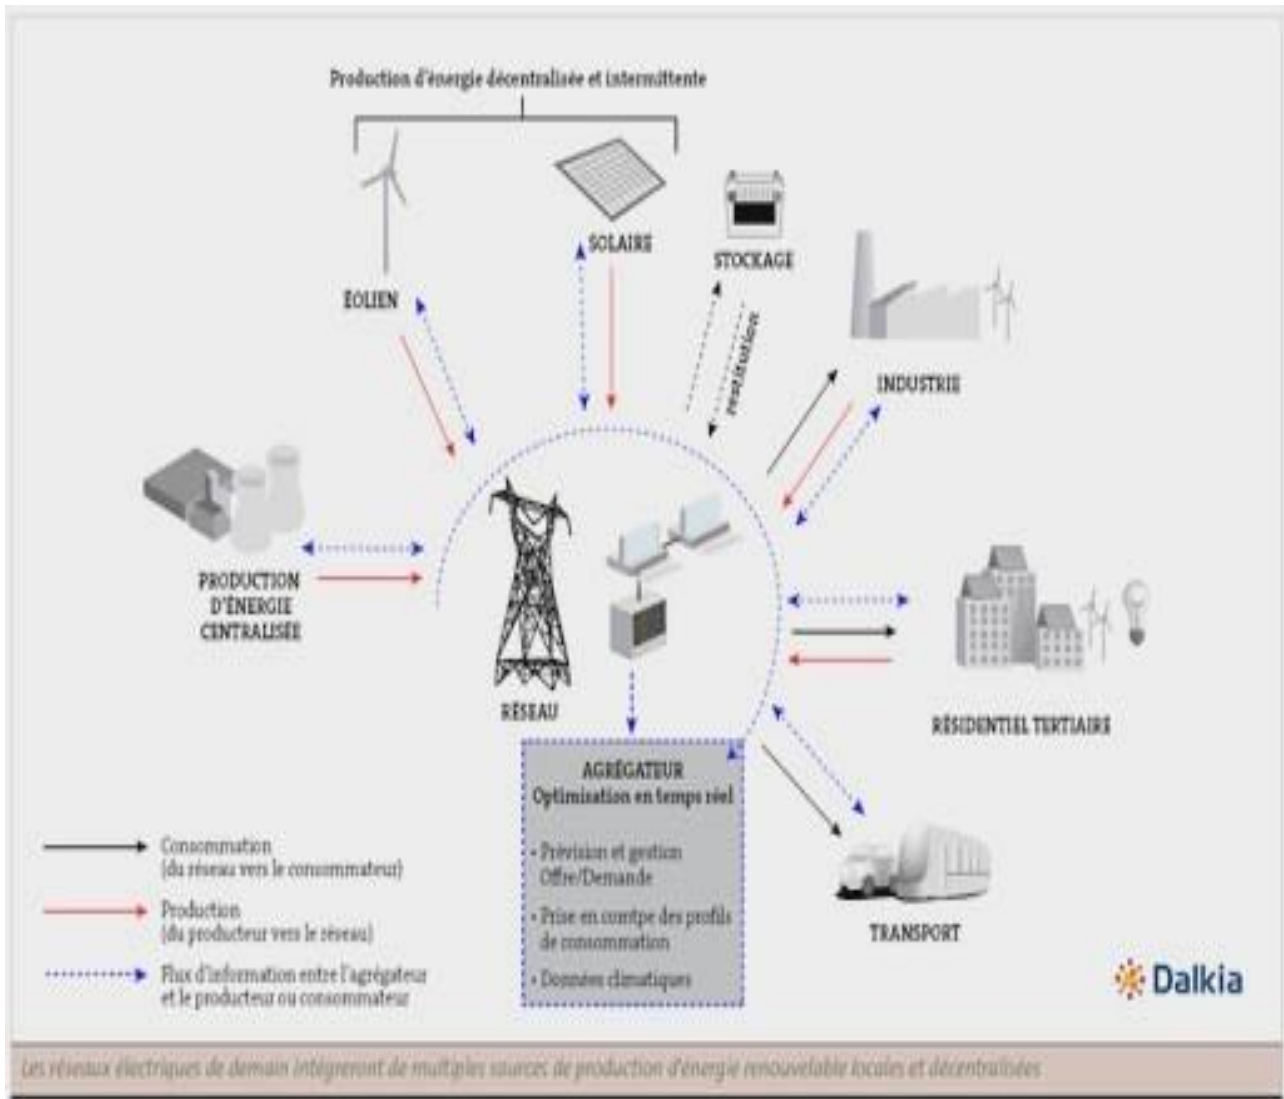 Production d'énergie décentralisée et intermittente
ÉOLIEN
SOLAIRE
STOCKAGE
restitution
INDUSTRIE
PRODUCTION
D'ÉNERGIE
CENTRALISÉE
RÉSEAU
RÉSIDENTIEL TERTIAIRE
TRANSPORT
AGRÉGATEUR
Optimisation en temps réel
• Prévision et gestion
Offre/Demande
• Prise en comtpe des profils
de consommation
• Données climatiques
Consommation
(du réseau vers le consommateur)
Production
(du producteur vers le réseau)
Flux d'information entre l'agrégateur
et le producteur ou consommateur
Dalkia
Les réseaux électriques de demain intégreront de multiples sources de production d'énergie renouvelable locales et décentralisées